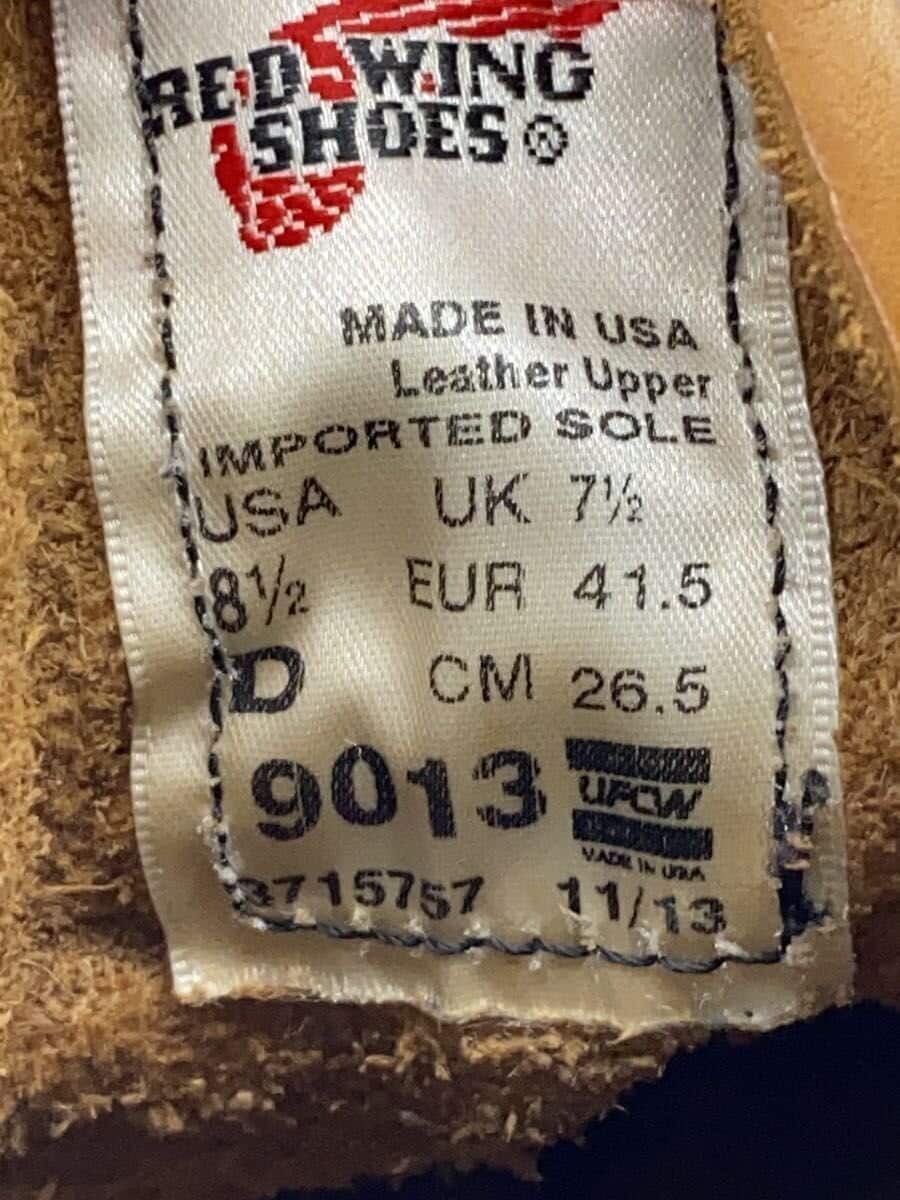 RED WING
SHOES®
MADE IN USA
Leather Upper
IMPORTED SOLE
USA UK 7½
8½ EUR 41.5
D CM 26.5
9013 UFCW
MADE IN USA
3715757 11/13